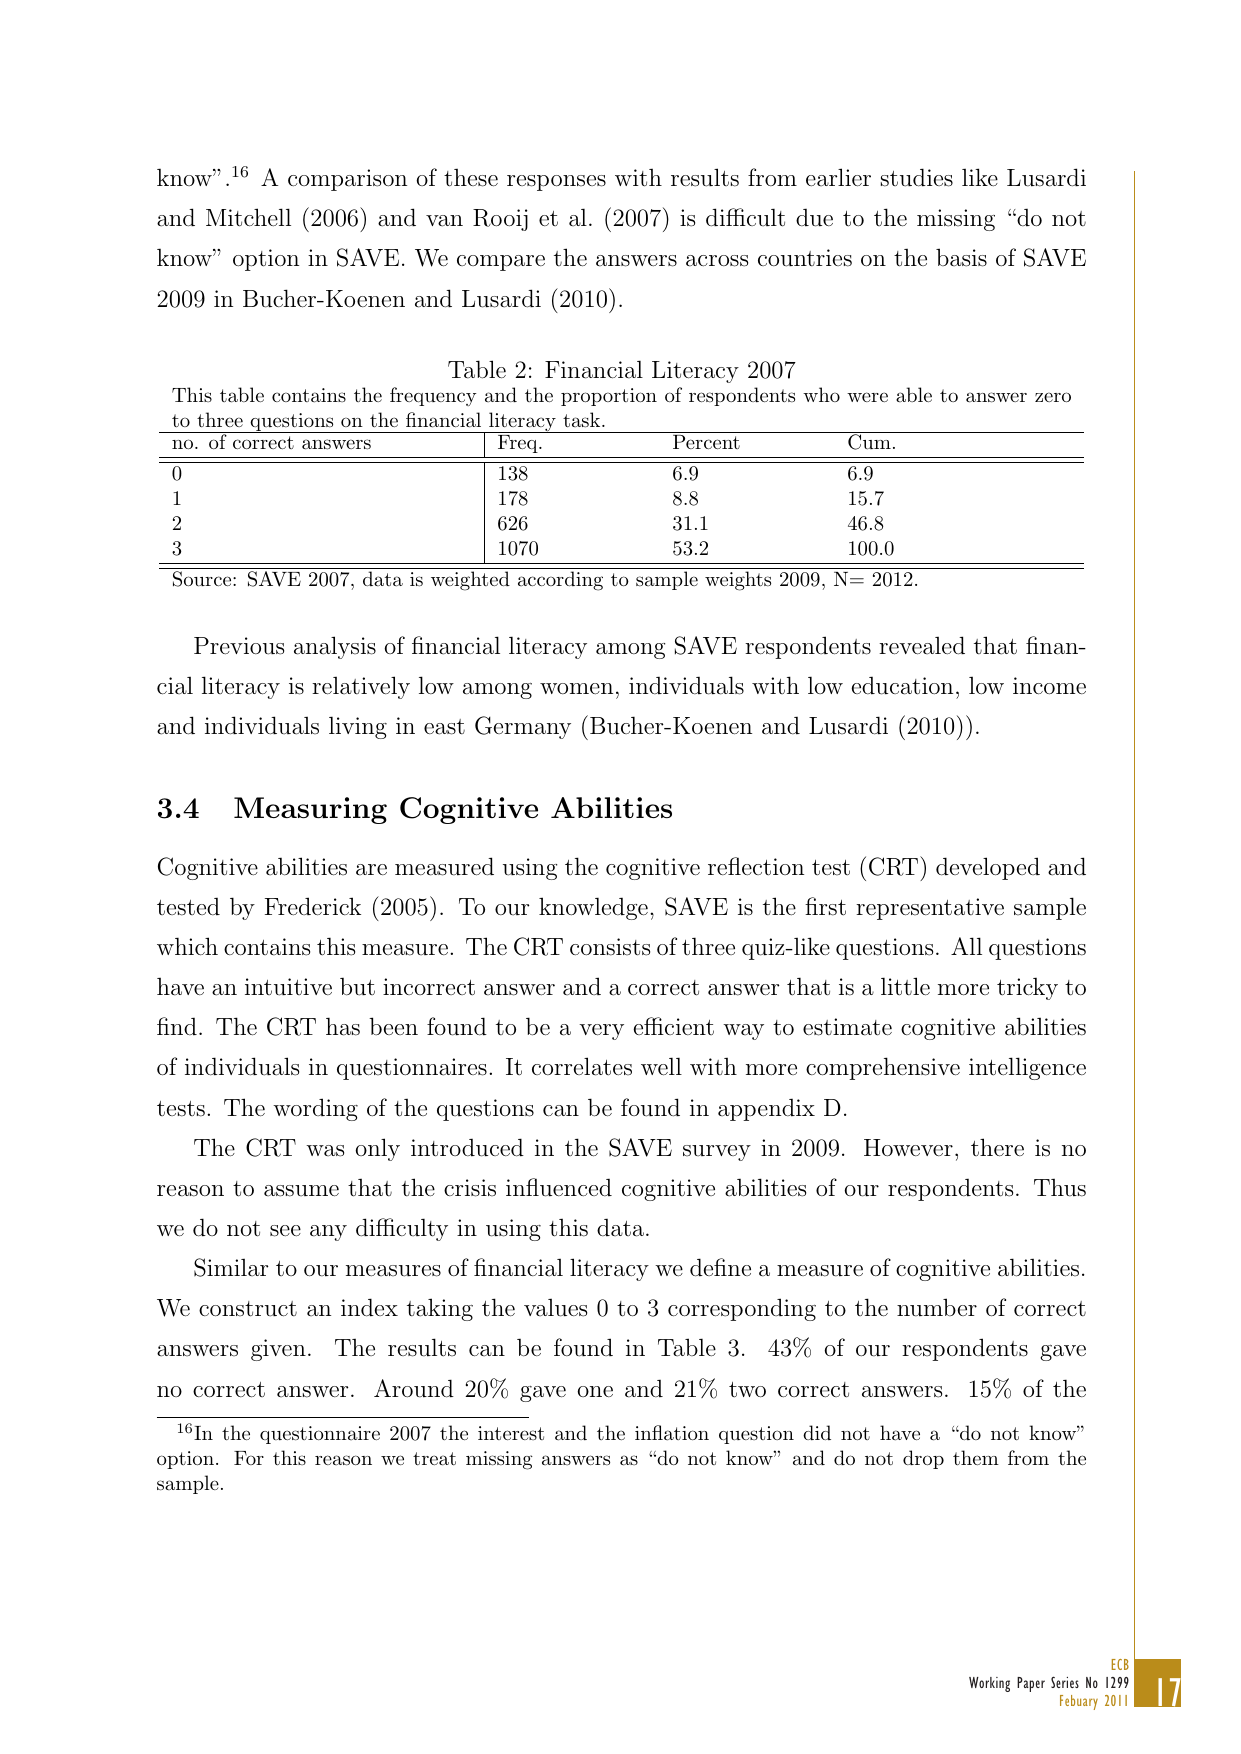 know”.16 A comparison of these responses with results from earlier studies like Lusardi
and Mitchell (2006) and van Rooij et al. (2007) is difficult due to the missing “do not
know” option in SAVE. We compare the answers across countries on the basis of SAVE
2009 in Bucher-Koenen and Lusardi (2010).
Table 2: Financial Literacy 2007
This table contains the frequency and the proportion of respondents who were able to answer zero
to three questions on the financial literacy task.
no. of correct answers Freq. Percent Cum.
0 138 6.9 6.9
1 178 8.8 15.7
2 626 31.1 46.8
3 1070 53.2 100.0
Source: SAVE 2007, data is weighted according to sample weights 2009, N= 2012.
Previous analysis of financial literacy among SAVE respondents revealed that finan-
cial literacy is relatively low among women, individuals with low education, low income
and individuals living in east Germany (Bucher-Koenen and Lusardi (2010)).
3.4 Measuring Cognitive Abilities
Cognitive abilities are measured using the cognitive reflection test (CRT) developed and
tested by Frederick (2005). To our knowledge, SAVE is the first representative sample
which contains this measure. The CRT consists of three quiz-like questions. All questions
have an intuitive but incorrect answer and a correct answer that is a little more tricky to
find. The CRT has been found to be a very efficient way to estimate cognitive abilities
of individuals in questionnaires. It correlates well with more comprehensive intelligence
tests. The wording of the questions can be found in appendix D.
The CRT was only introduced in the SAVE survey in 2009. However, there is no
reason to assume that the crisis influenced cognitive abilities of our respondents. Thus
we do not see any difficulty in using this data.
Similar to our measures of financial literacy we define a measure of cognitive abilities.
We construct an index taking the values 0 to 3 corresponding to the number of correct
answers given. The results can be found in Table 3. 43% of our respondents gave
no correct answer. Around 20% gave one and 21% two correct answers. 15% of the
16In the questionnaire 2007 the interest and the inflation question did not have a “do not know”
option. For this reason we treat missing answers as “do not know” and do not drop them from the
sample.
ECB
Working Paper Series No 1299
Febuary 2011
17